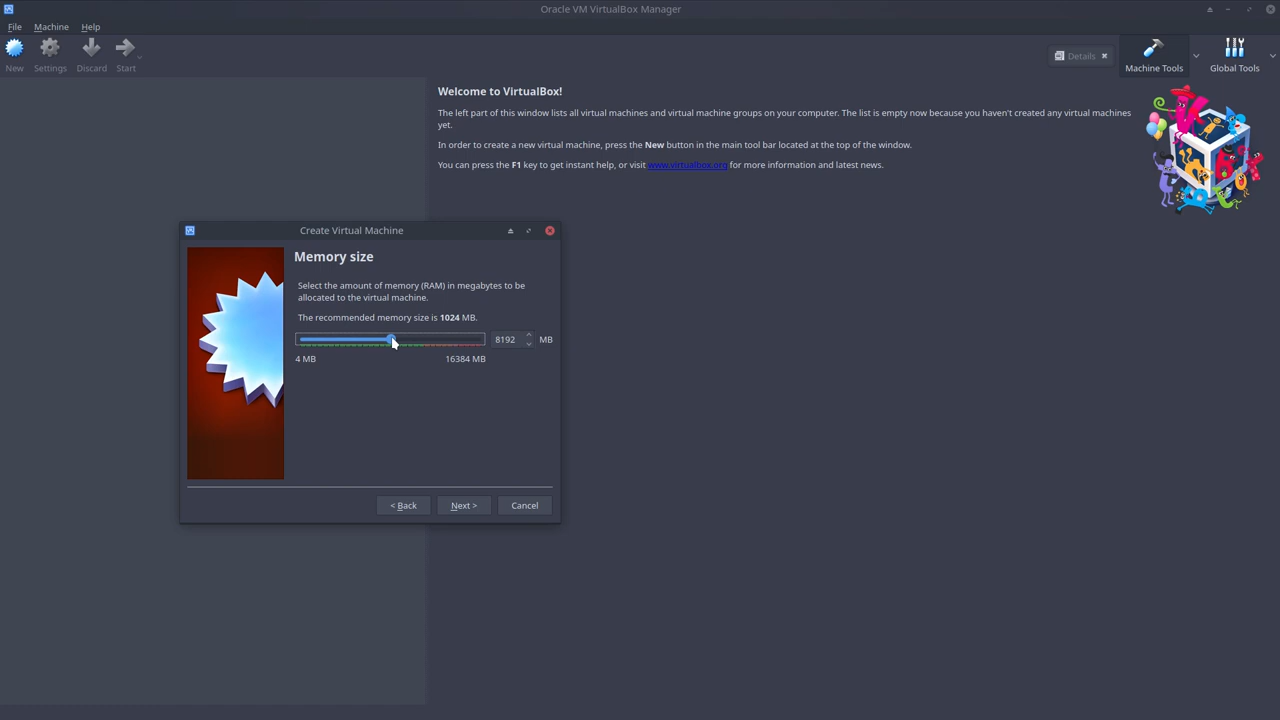 Oracle VM VirtualBox Manager
File Machine Help
New Settings Discard Start
Details
Machine Tools
Global Tools
Welcome to VirtualBox!
The left part of this window lists all virtual machines and virtual machine groups on your computer. The list is empty now because you haven't created any virtual machines
yet.
In order to create a new virtual machine, press the New button in the main tool bar located at the top of the window.
You can press the F1 key to get instant help, or visit www.virtualbox.org for more information and latest news.
Create Virtual Machine
Memory size
Select the amount of memory (RAM) in megabytes to be
allocated to the virtual machine.
The recommended memory size is 1024 MB.
8192 MB
4 MB 16384 MB
< Back Next > Cancel